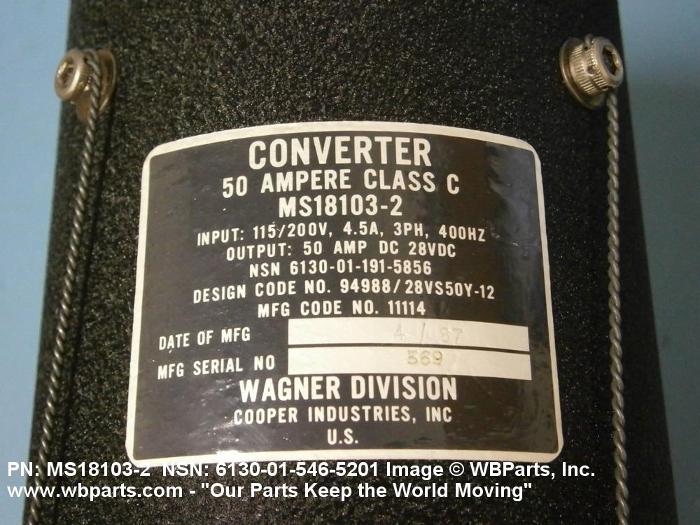 CONVERTER
50 AMPERE CLASS C
MS18103-2
INPUT: 115/200V, 4.5A, 3PH, 400HZ
OUTPUT: 50 AMP DC 28VDC
NSN 6130-01-191-5856
DESIGN CODE NO. 94988/28VS50Y-12
MFG CODE NO. 11114
DATE OF MFG 4/87
MFG SERIAL NO 569
WAGNER DIVISION
COOPER INDUSTRIES, INC
U.S.
PN: MS18103-2 NSN: 6130-01-546-5201 Image © WBParts, Inc.
www.wbparts.com - "Our Parts Keep the World Moving"